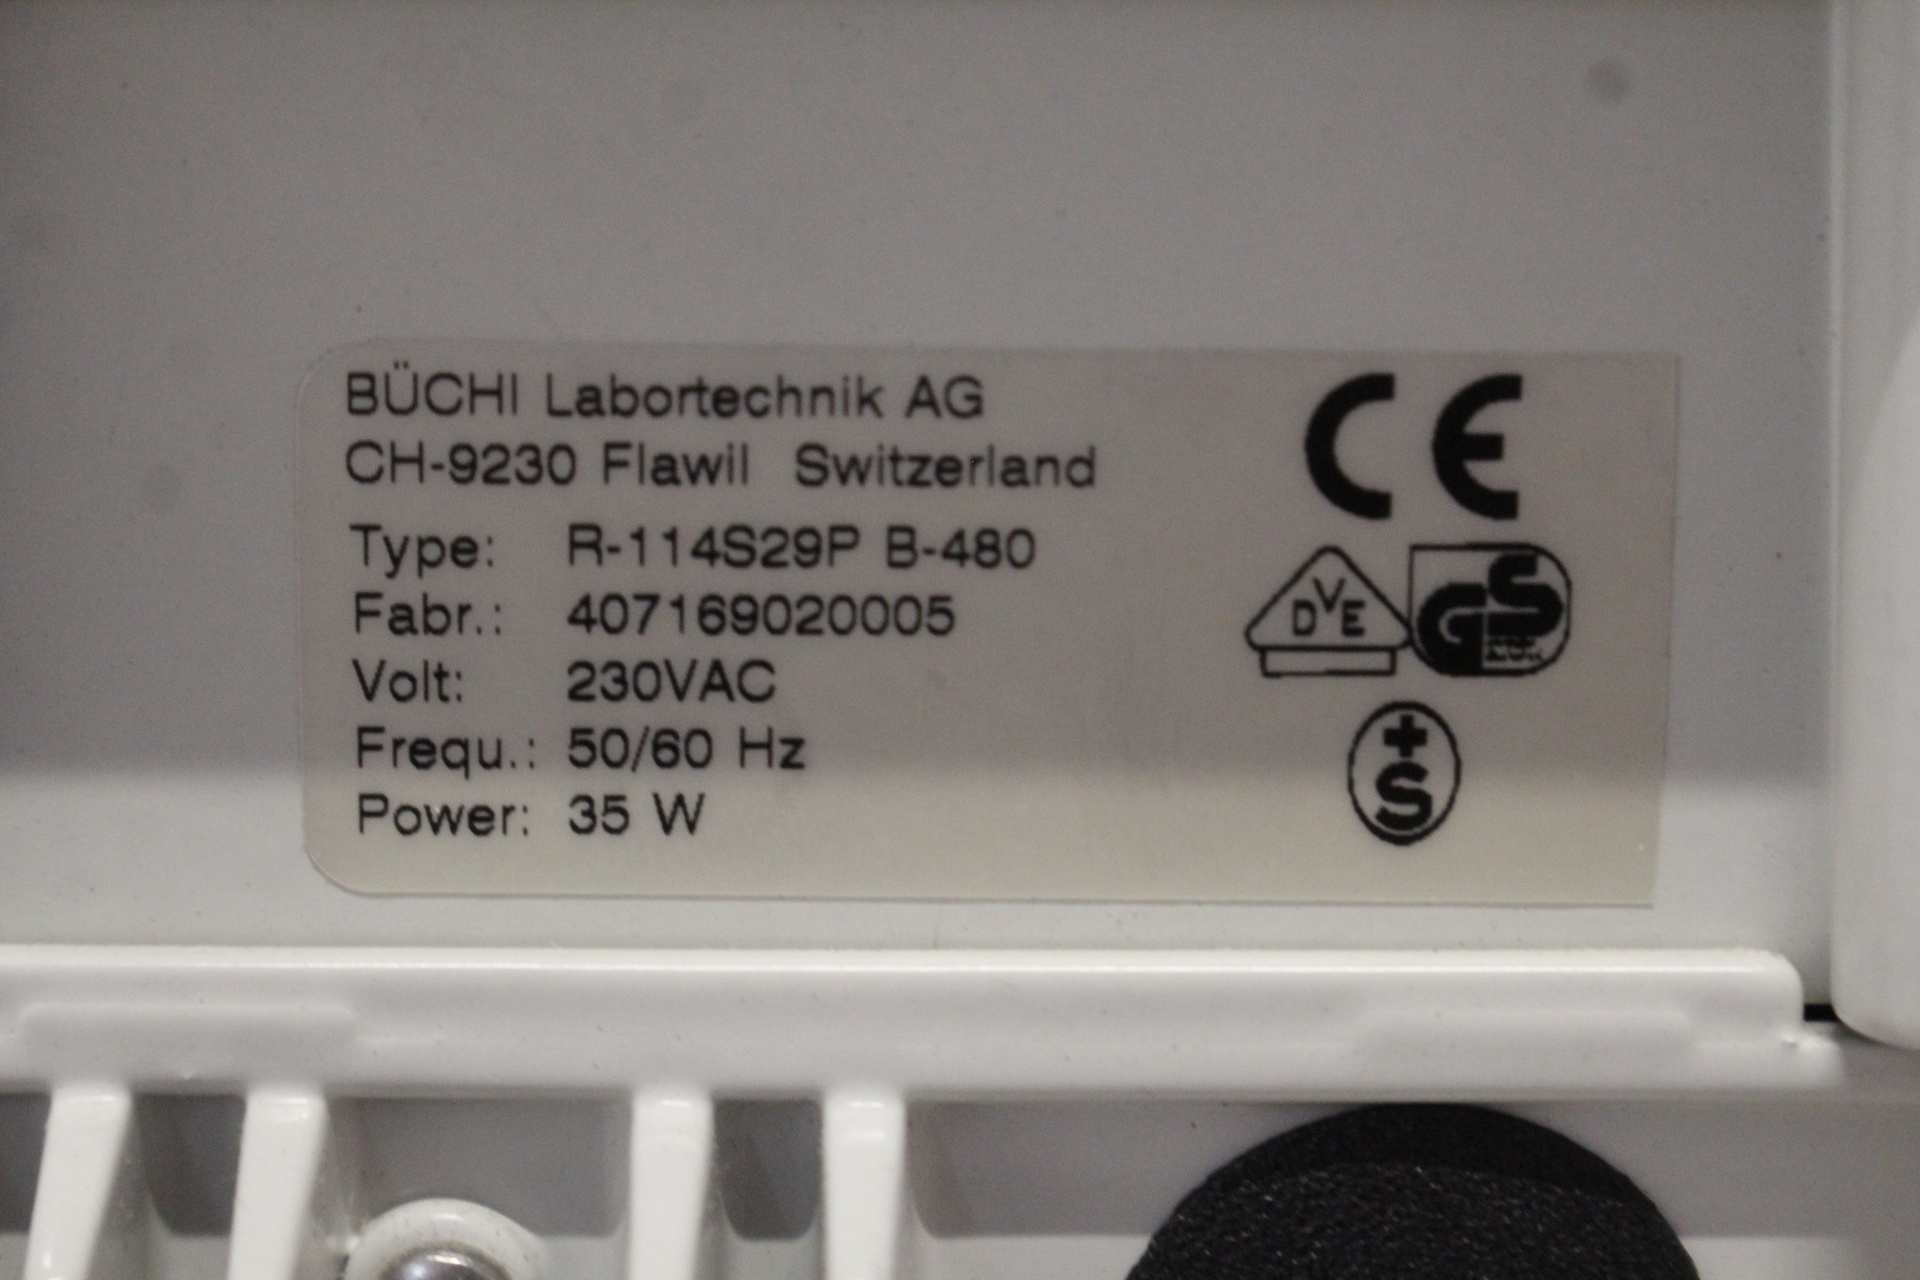 BÜCHI Labortechnik AG
CH-9230 Flawil Switzerland
Type: R-114S29P B-480
Fabr.: 407169020005
Volt: 230VAC
Frequ.: 50/60 Hz
Power: 35 W
CE
DVE
GS
+S